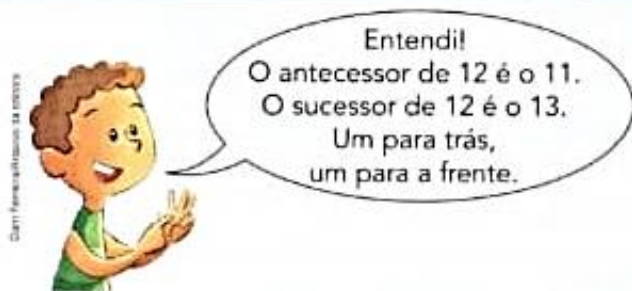 Entendi!
O antecessor de 12 é o 11.
O sucessor de 12 é o 13.
Um para trás,
um para a frente.